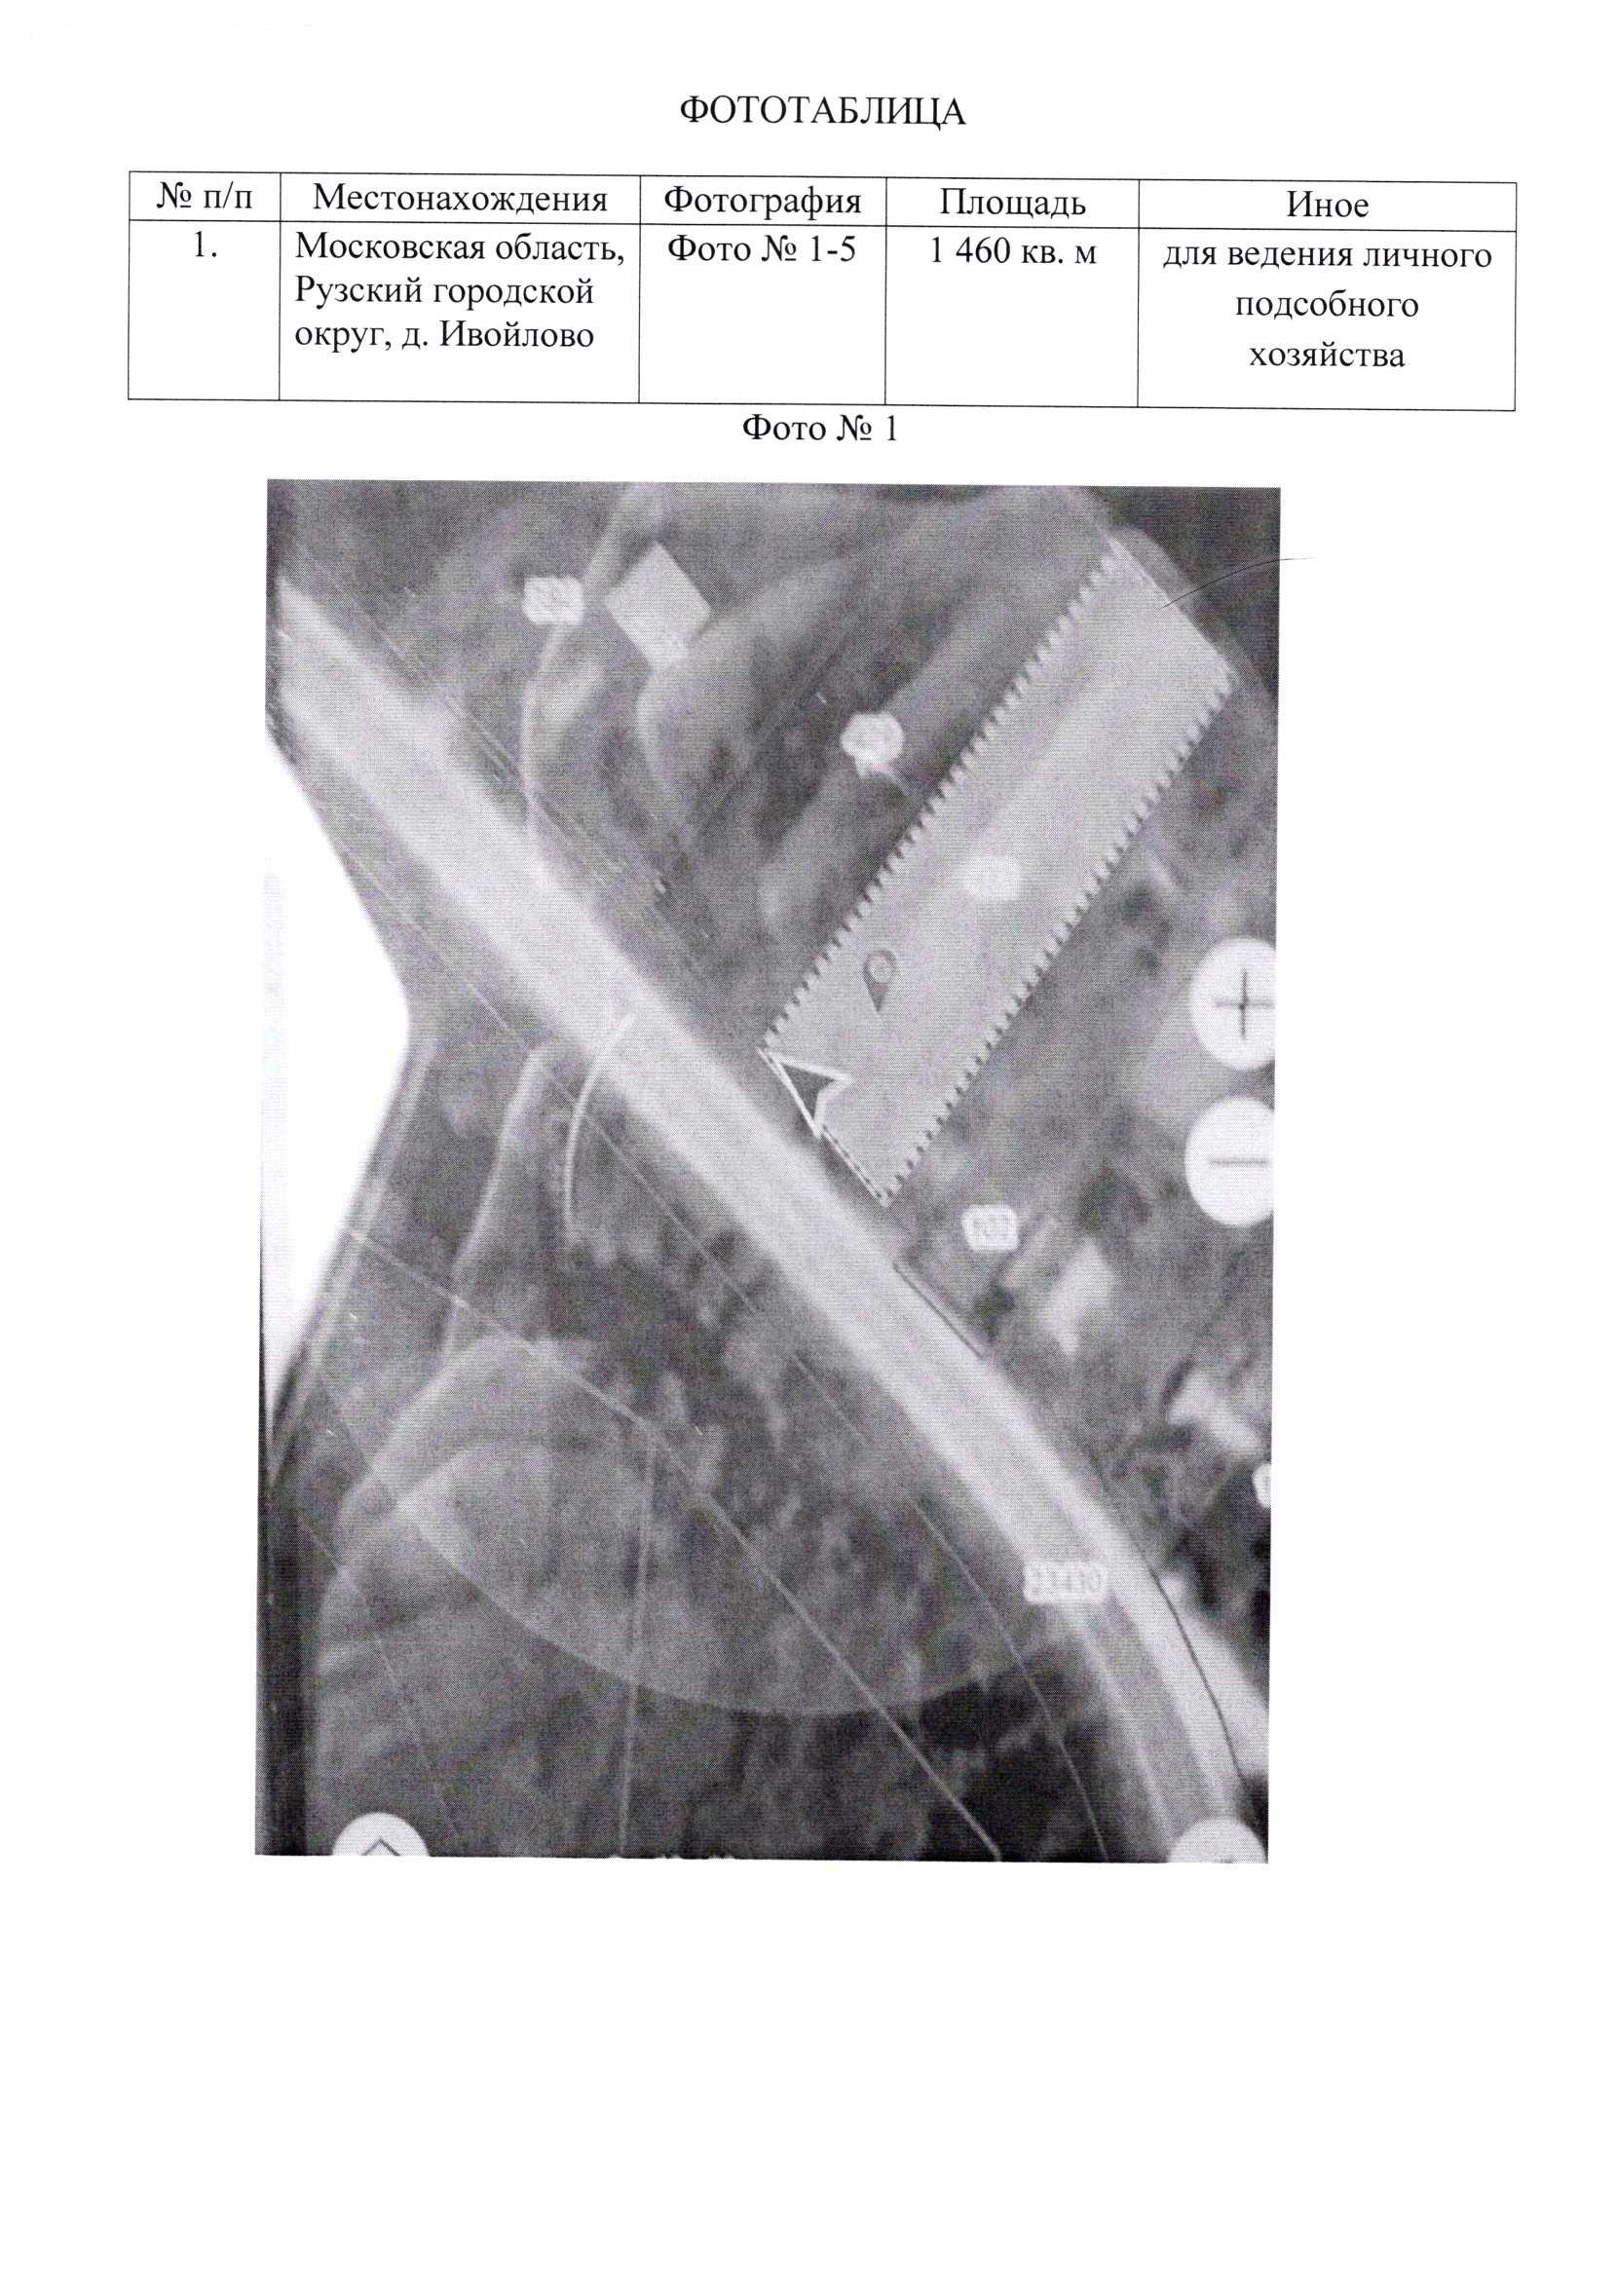 ФОТОТАБЛИЦА
№ п/п Местонахождения Фотография Площадь Иное
1. Московская область, Рузский городской округ, д. Ивойлово Фото № 1-5 1 460 кв. м для ведения личного подсобного хозяйства
Фото № 1